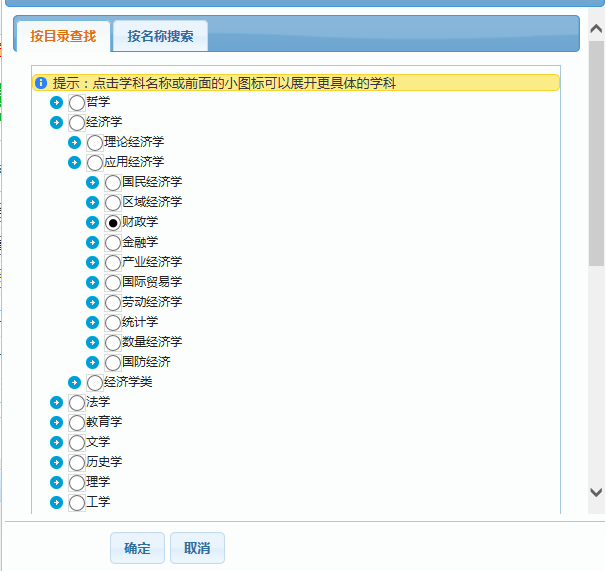 按目录查找 按名称搜索
提示：点击学科名称或前面的小图标可以展开更具体的学科
哲学
经济学
理论经济学
应用经济学
国民经济学
区域经济学
财政学
金融学
产业经济学
国际贸易学
劳动经济学
统计学
数量经济学
国防经济
经济学类
法学
教育学
文学
历史学
理学
工学
确定 取消